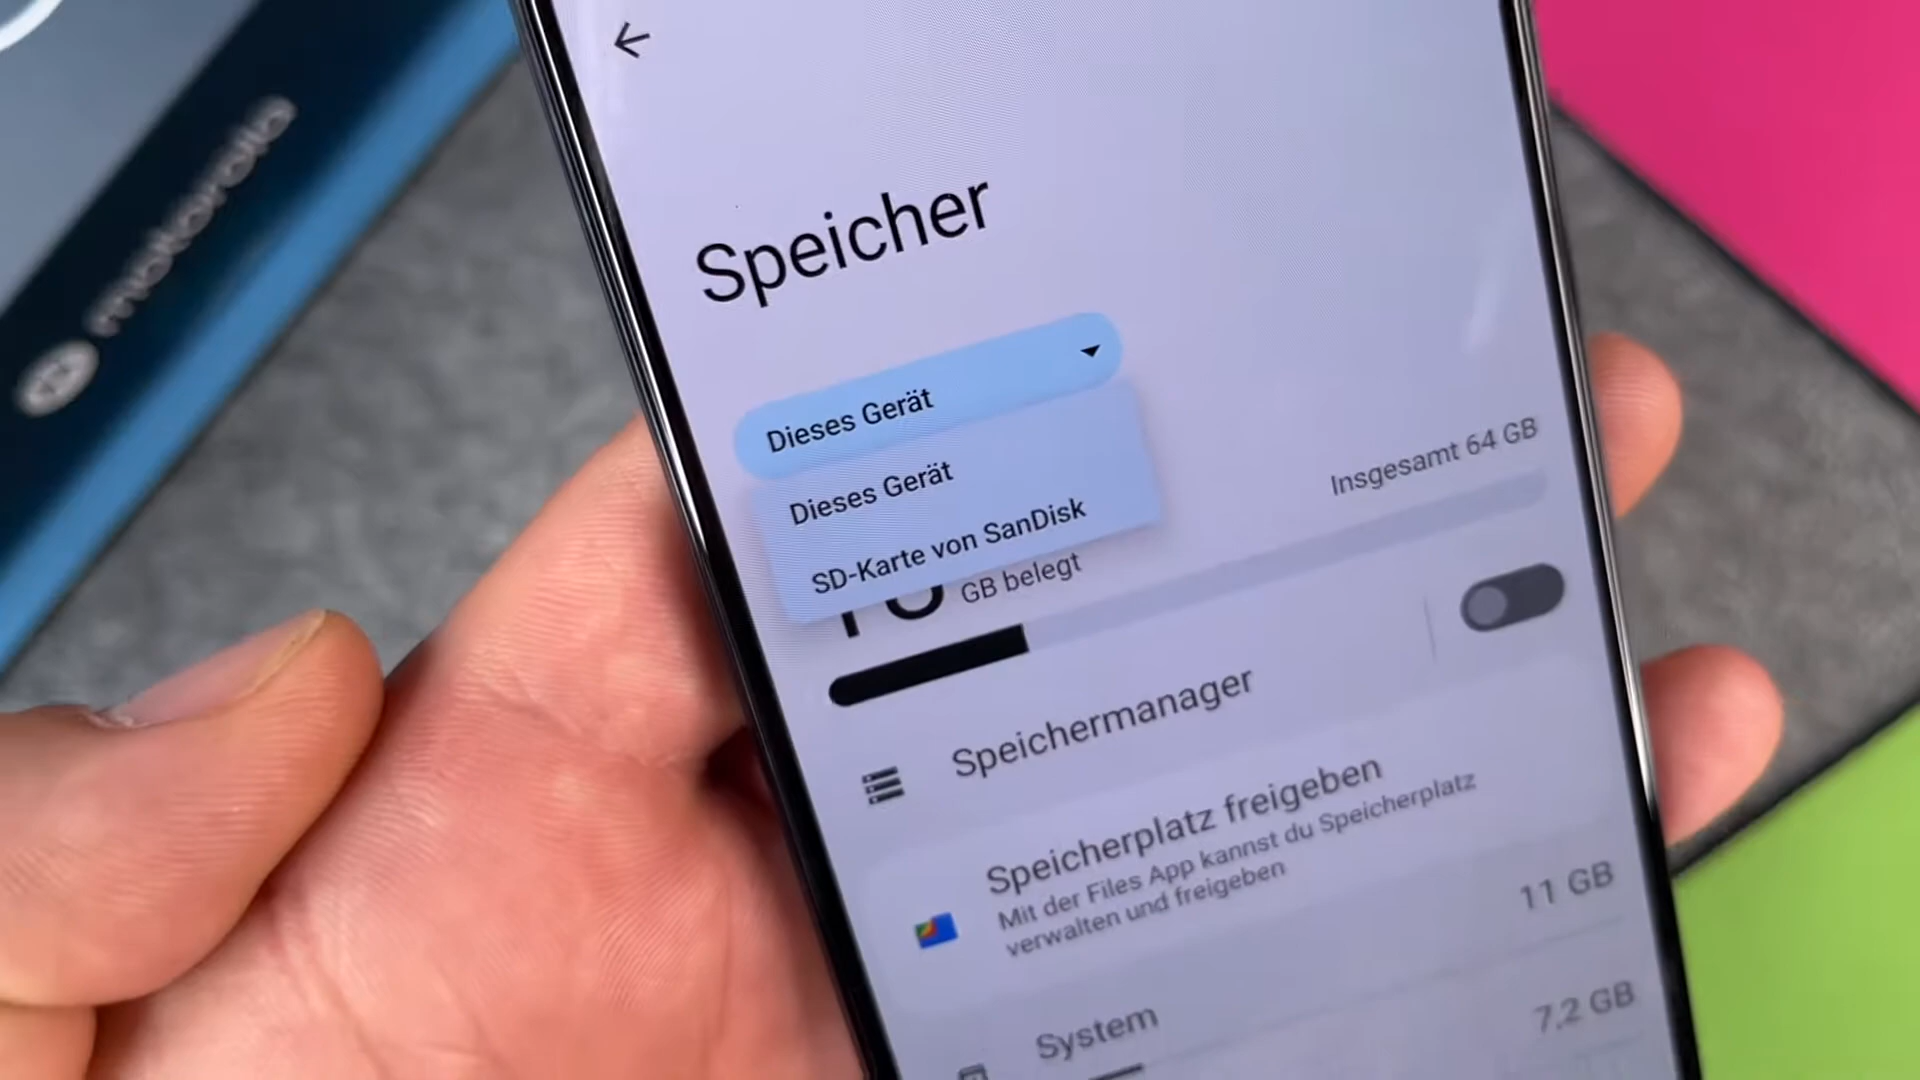 motorola
Speicher
Dieses Gerät
Dieses Gerät
SD-Karte von SanDisk
GB belegt
Insgesamt 64 GB
Speichermanager
Speicherplatz freigeben
Mit der Files App kannst du Speicherplatz
verwalten und freigeben
System
11 GB
7,2 GB